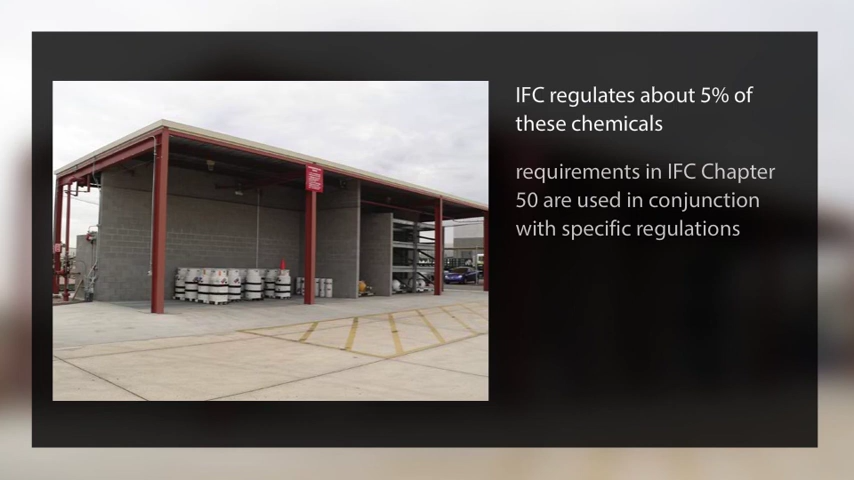 IFC regulates about 5% of
these chemicals
requirements in IFC Chapter
50 are used in conjunction
with specific regulations